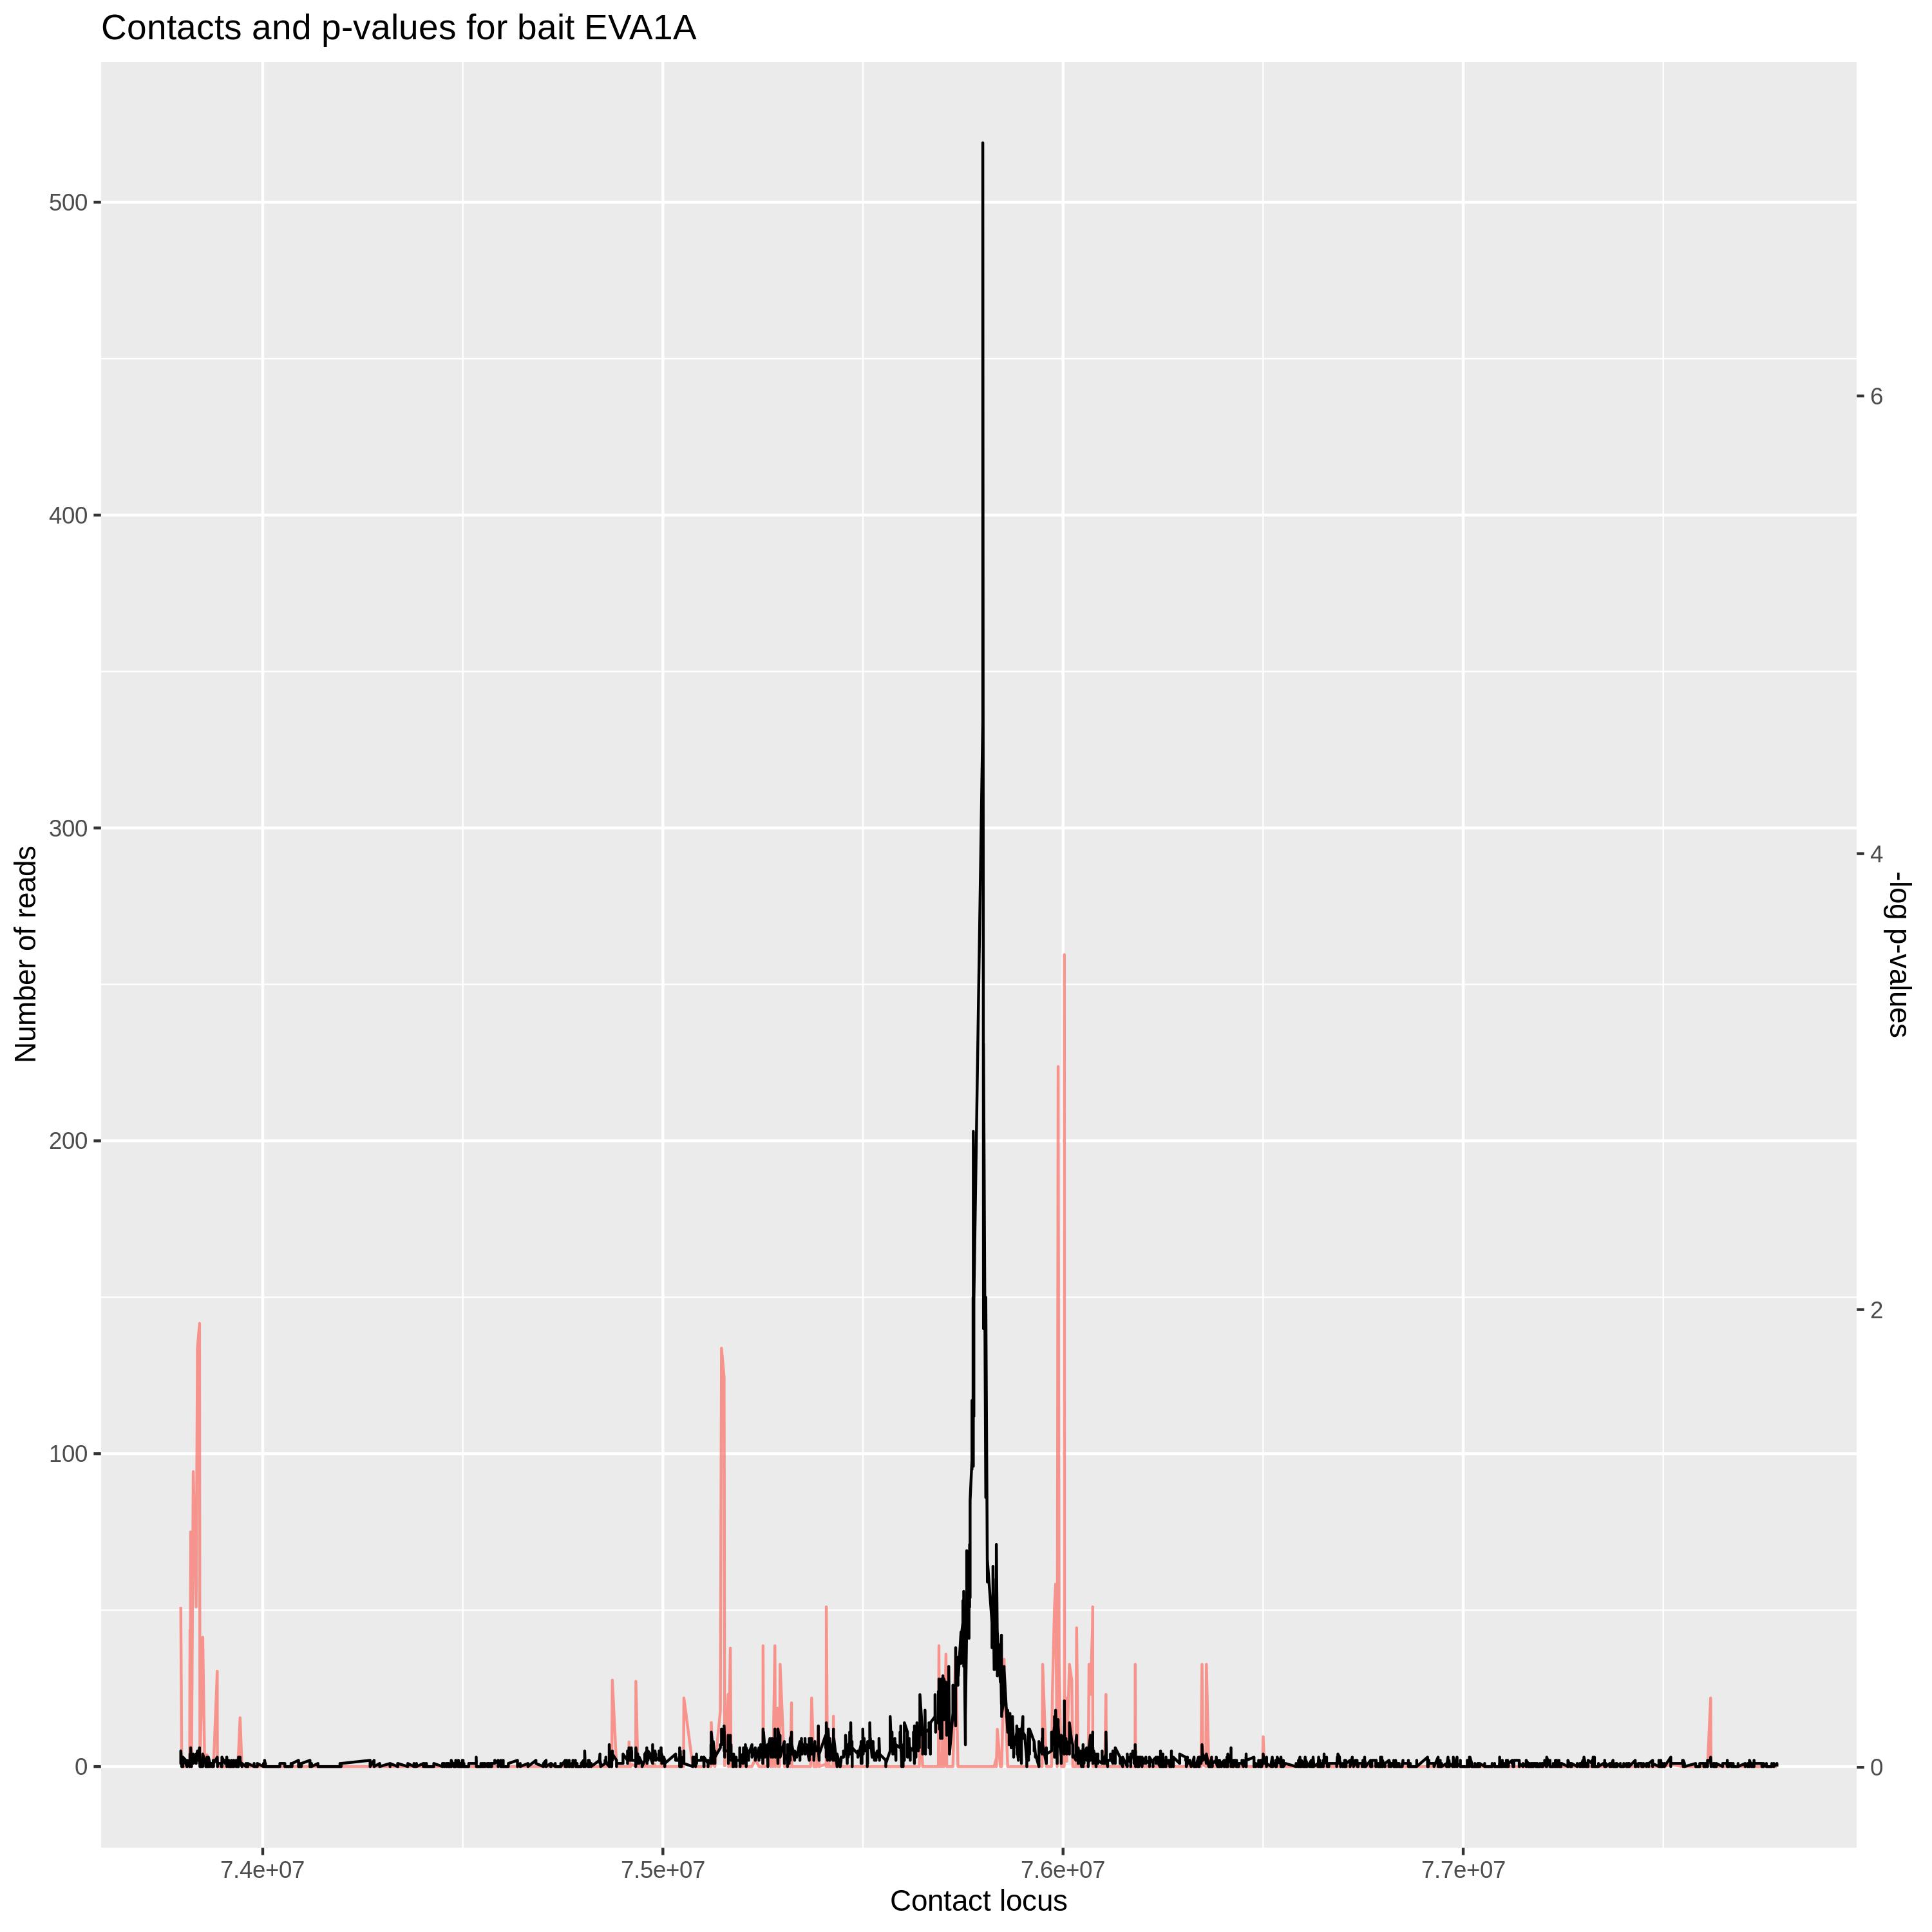 Contacts and p-values for bait EVA1A
500
400
300
200
100
0
Number of reads
6
4
2
0
-log p-values
7.4e+07
7.5e+07
7.6e+07
7.7e+07
Contact locus